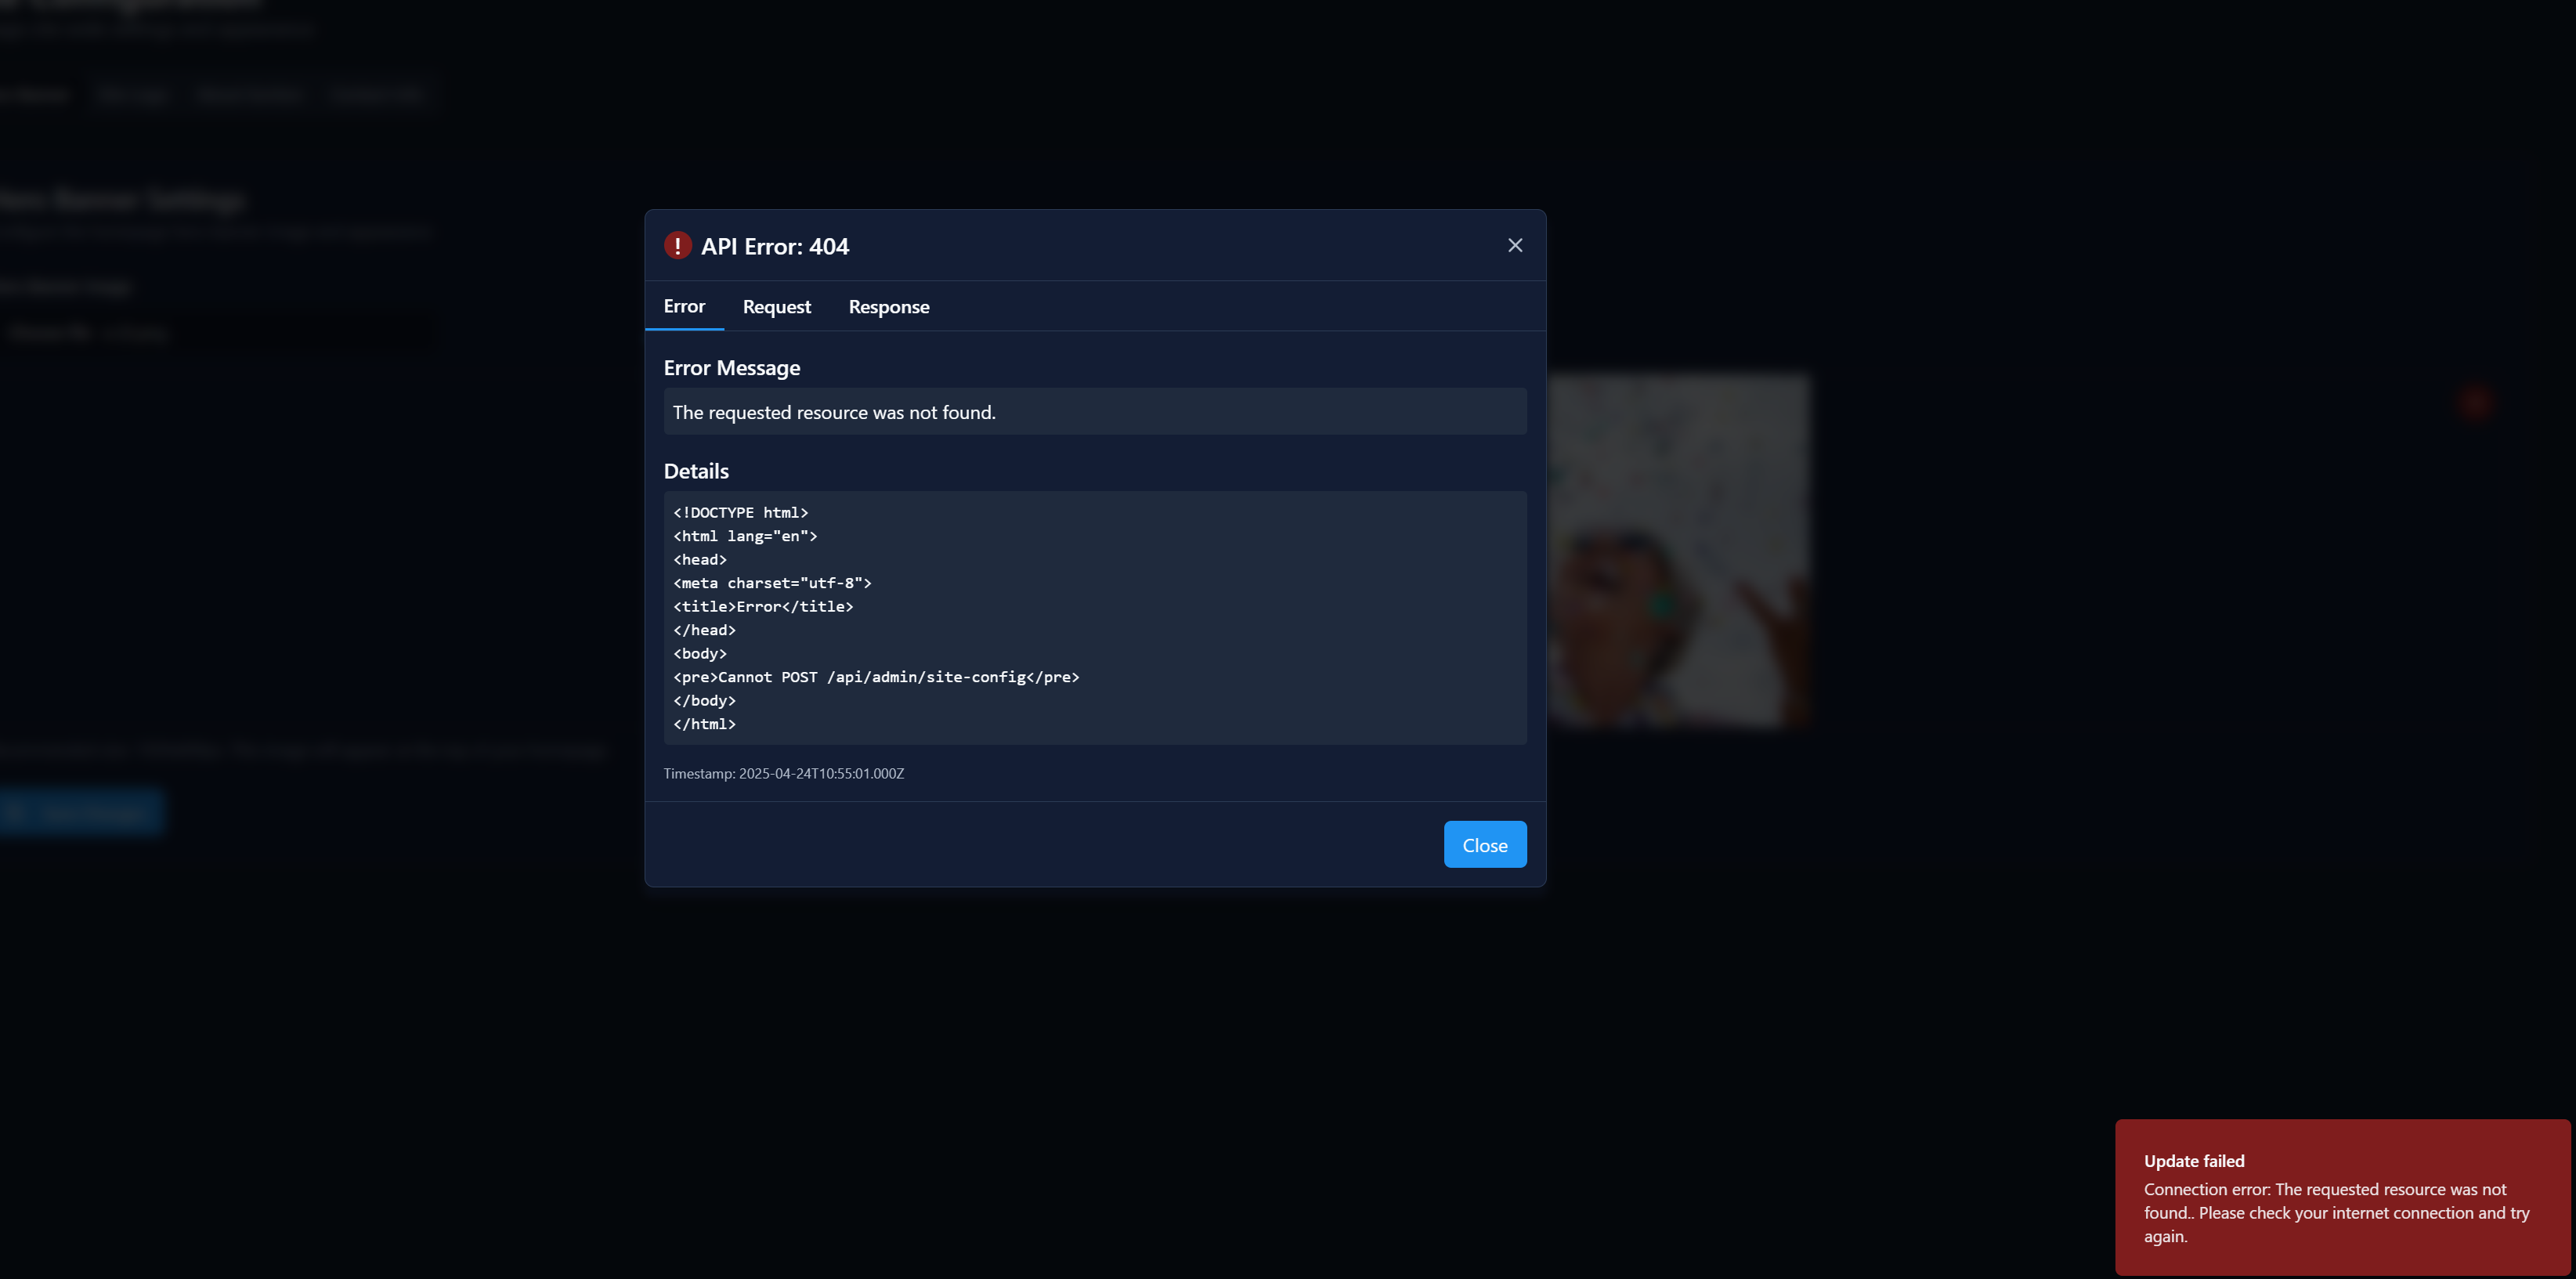 Hero Banner Settings
API Error: 404
Error
Request
Response
Error Message
The requested resource was not found.
Details
<!DOCTYPE html>
<html lang="en">
<head>
<meta charset="utf-8">
<title>Error</title>
</head>
<body>
<pre>Cannot POST /api/admin/site-config</pre>
</body>
</html>
Timestamp: 2025-04-24T10:55:01.000Z
Close
Update failed
Connection error: The requested resource was not
found.. Please check your internet connection and try
again.